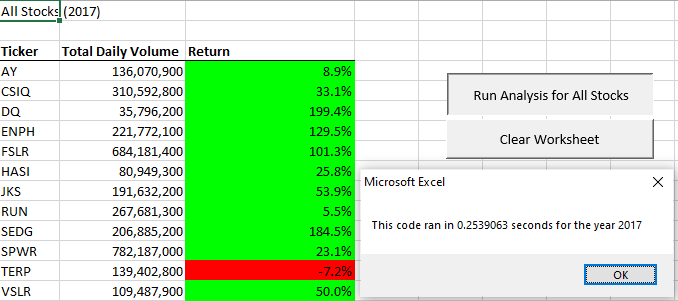 All Stocks (2017)
Ticker Total Daily Volume Return
AY 136,070,900 8.9%
CSIQ 310,592,800 33.1%
DQ 35,796,200 199.4%
ENPH 221,772,100 129.5%
FSLR 684,181,400 101.3%
HASI 80,949,300 25.8%
JKS 191,632,200 53.9%
RUN 267,681,300 5.5%
SEDG 206,885,200 184.5%
SPWR 782,187,000 23.1%
TERP 139,402,800 -7.2%
VSLR 109,487,900 50.0%
Run Analysis for All Stocks
Clear Worksheet
Microsoft Excel
This code ran in 0.2539063 seconds for the year 2017
OK